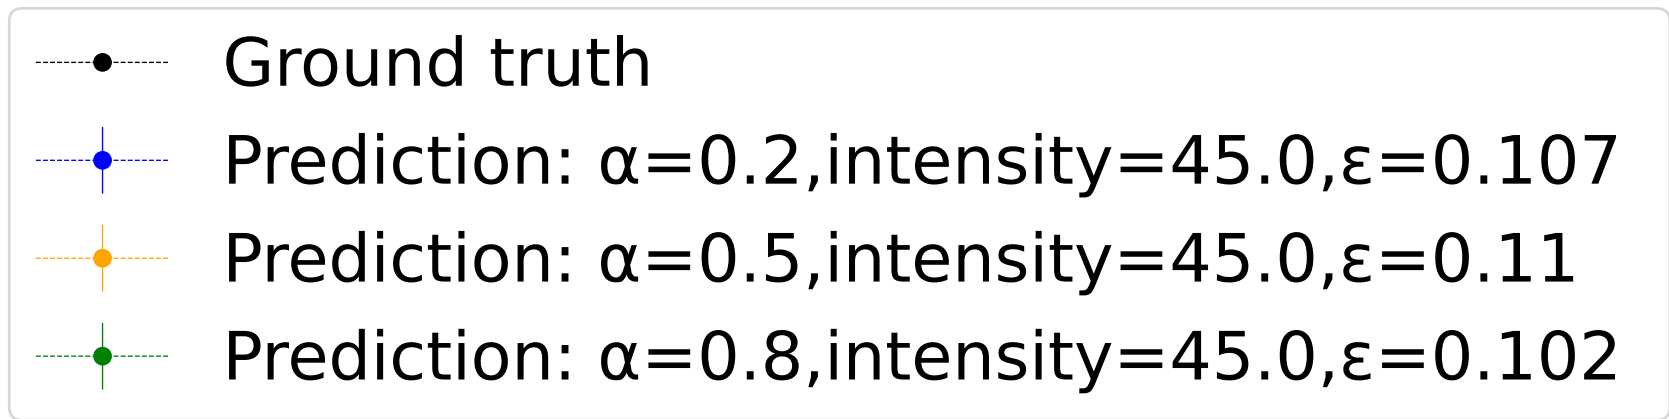 Ground truth
Prediction: α=0.2,intensity=45.0,ε=0.107
Prediction: α=0.5,intensity=45.0,ε=0.11
Prediction: α=0.8,intensity=45.0,ε=0.102